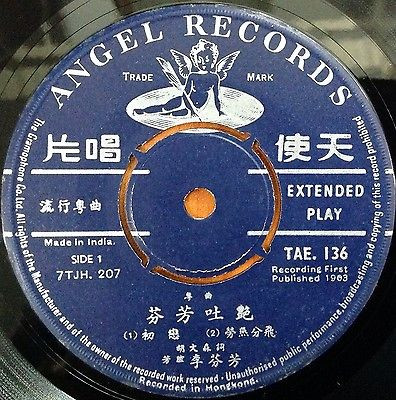 ANGEL RECORDS
TRADE MARK
片唱 使天
流行粵曲
EXTENDED
PLAY
Made in India.
SIDE 1
7TJH. 207
TAE. 136
Recording First
Published 1963
粵曲
芬芳吐艷
(1) 初戀 (2) 勞燕分飛
胡文森詞
李芬芳
Recorded in Hongkong.
The Gramophone Co. Ltd. All rights of the manufacturer and of the owner of the recorded work reserved - Unauthorised public performance, broadcasting and copying of this record prohibited